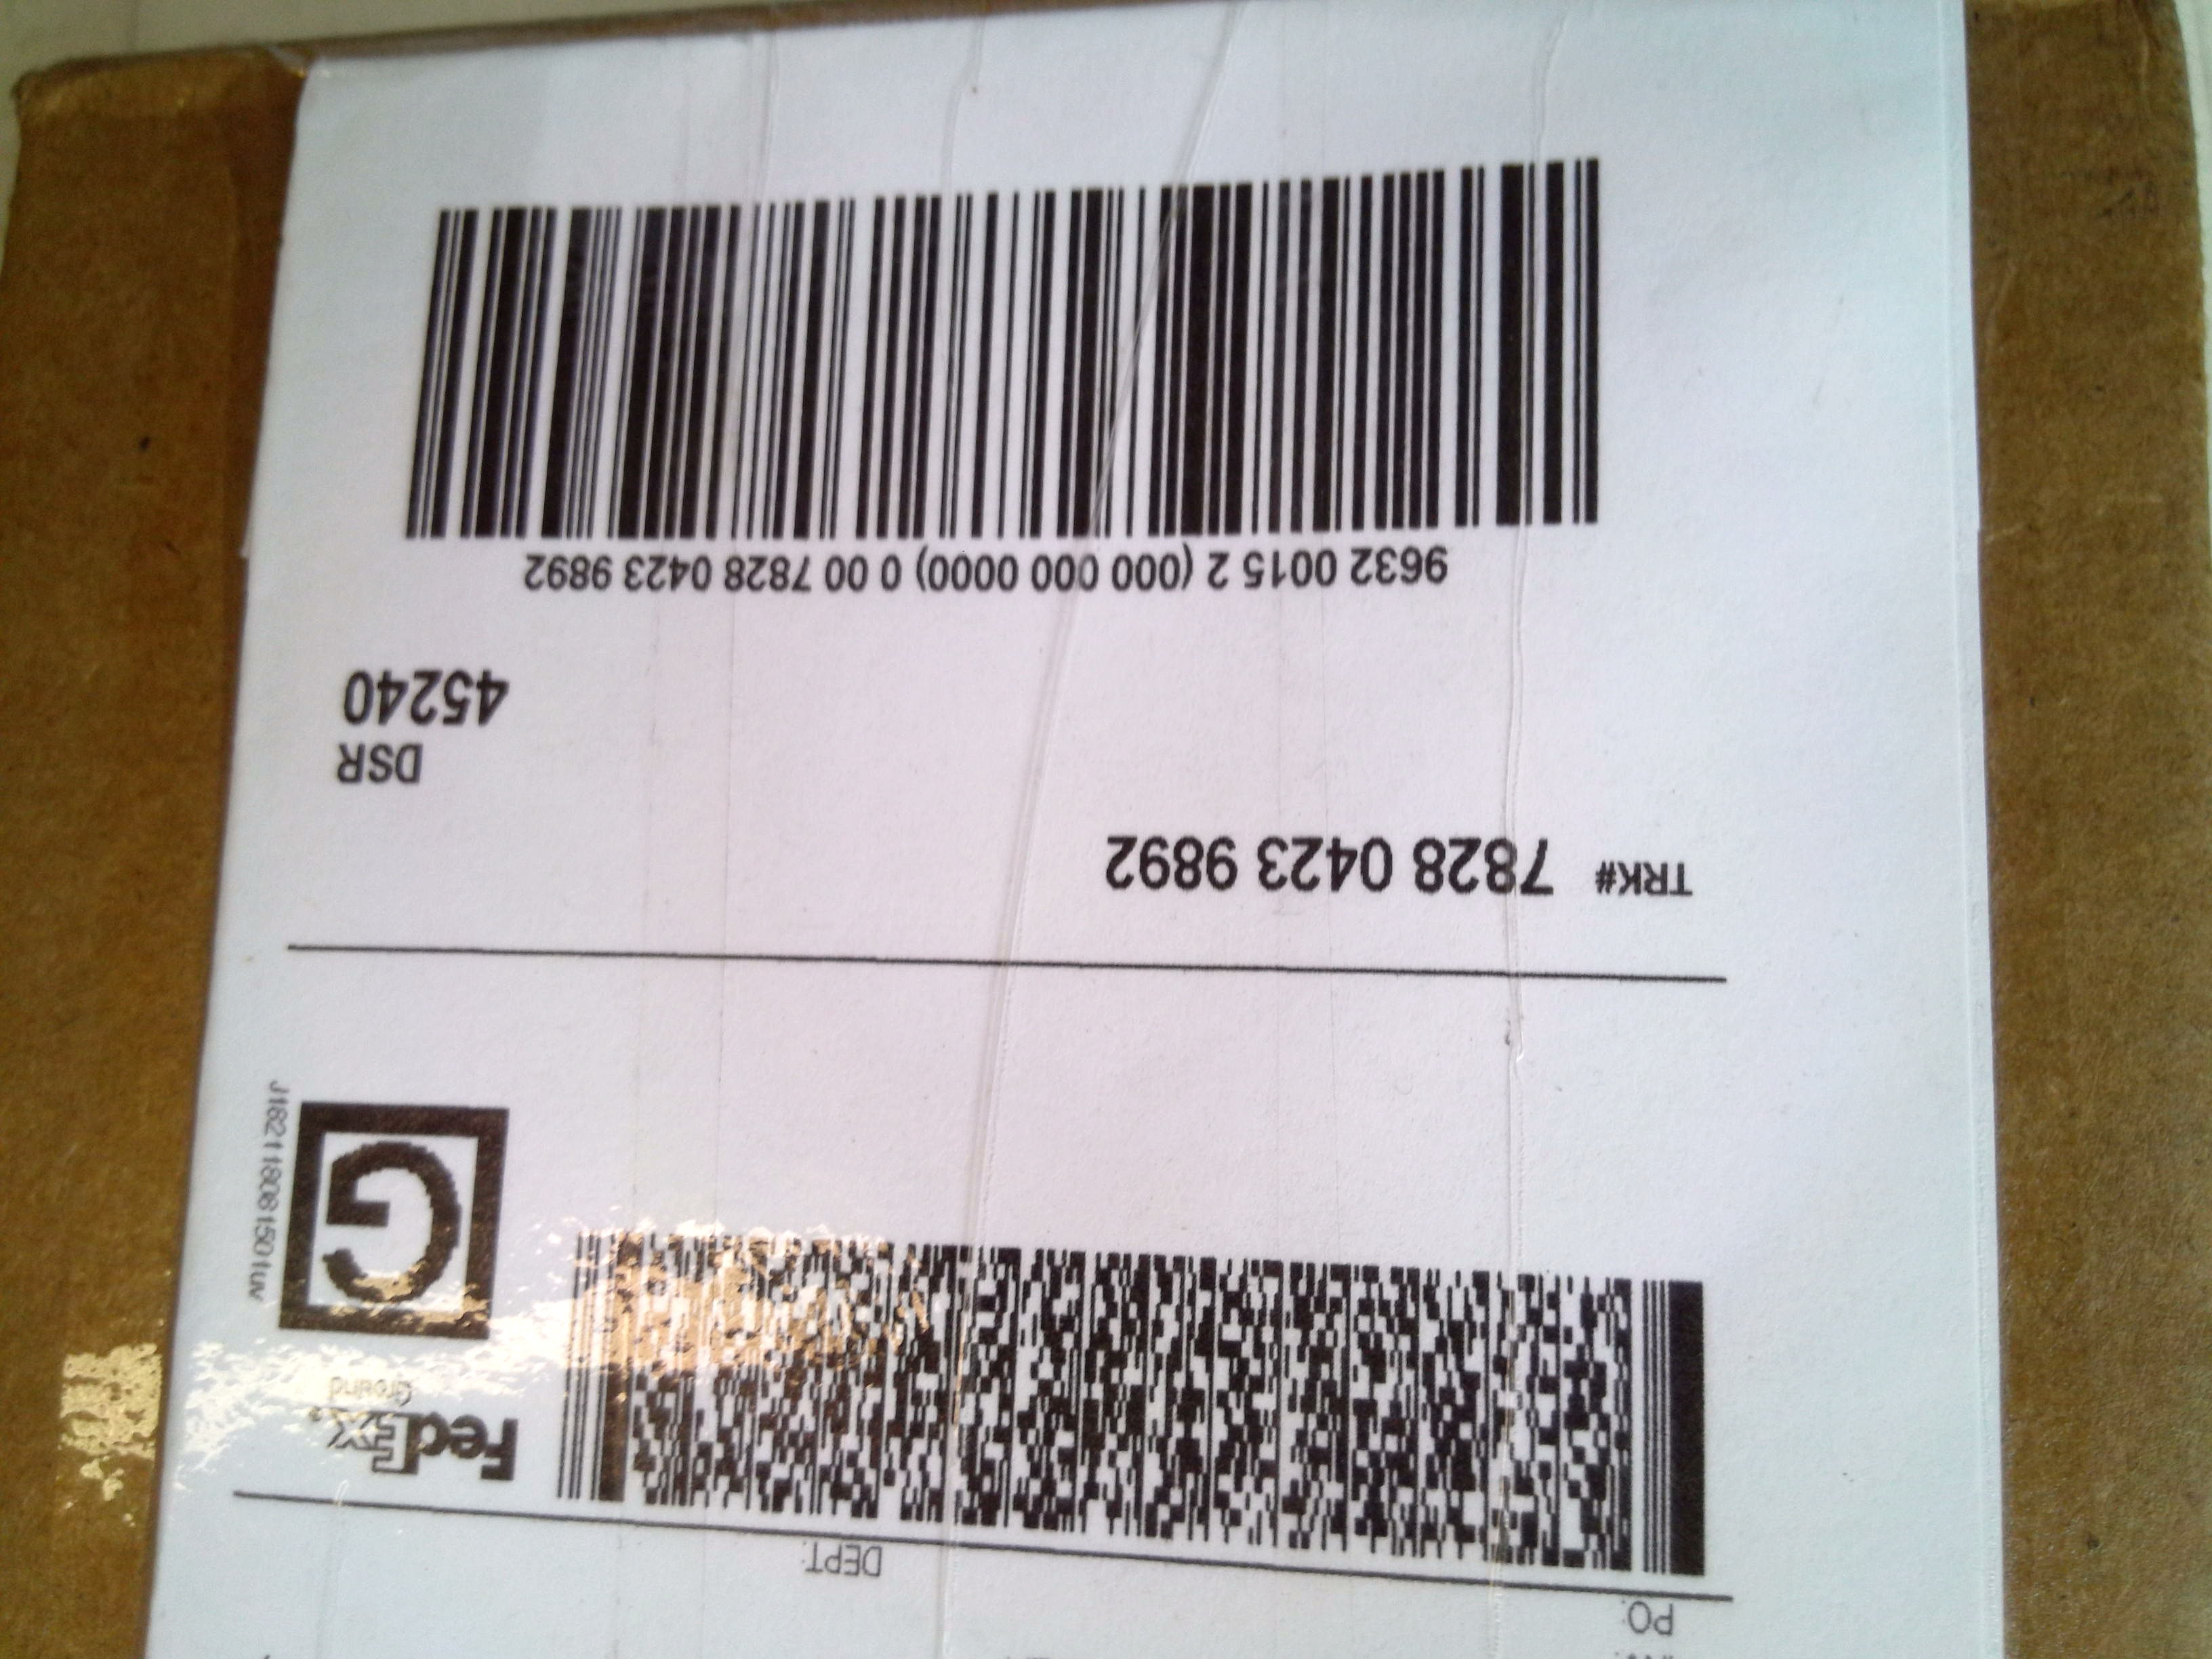 PO:
DEPT:
FedEx.
Ground
G
J182118061501uv
TRK# 7828 0423 9892
DSR
45240
9632 0015 2 (000 000 0000) 0 00 7828 0423 9892